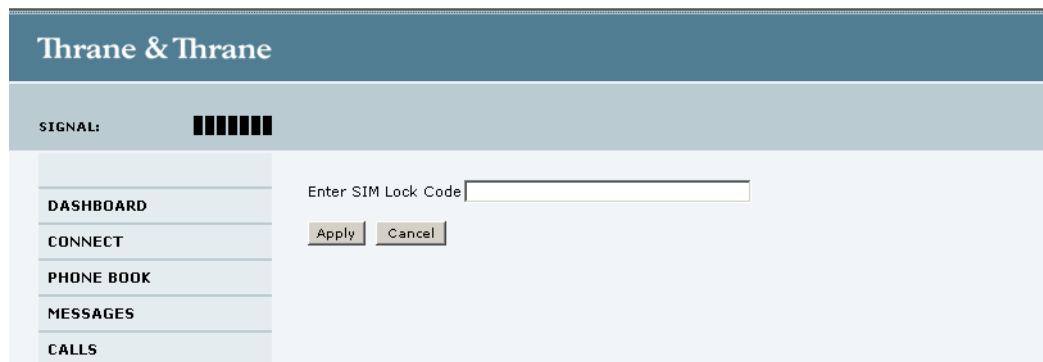 Thrane & Thrane
SIGNAL:
DASHBOARD
CONNECT
PHONE BOOK
MESSAGES
CALLS
Enter SIM Lock Code
Apply Cancel